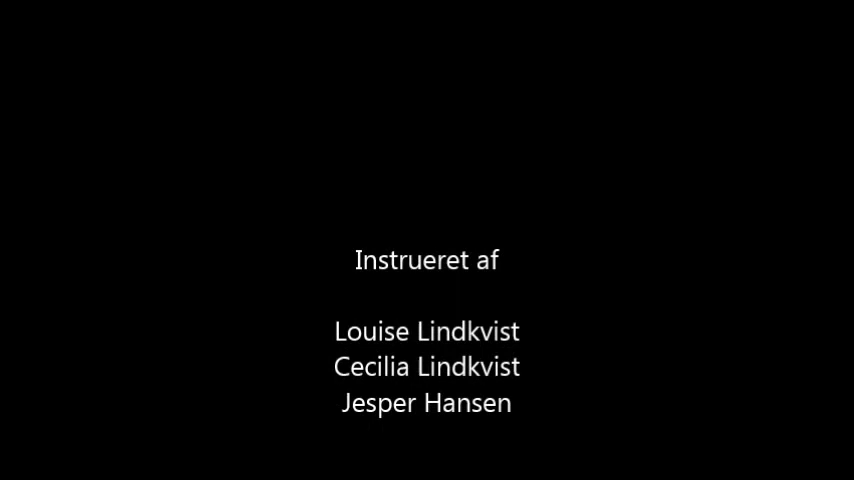 Instrueret af
Louise Lindkvist
Cecilia Lindkvist
Jesper Hansen